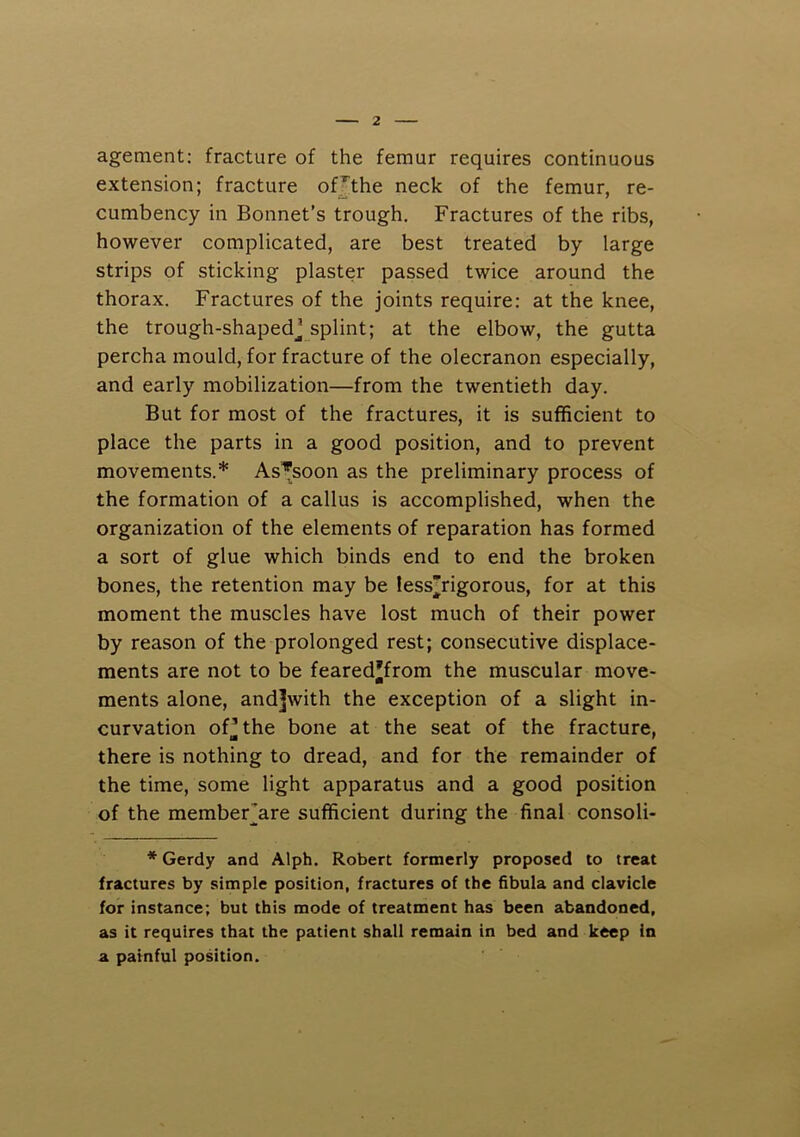 — 2 —
agement: fracture of the femur requires continuous
extension; fracture of the neck of the femur, re-
cumbency in Bonnet's trough. Fractures of the ribs,
however complicated, are best treated by large
strips of sticking plaster passed twice around the
thorax. Fractures of the joints require: at the knee,
the trough-shaped splint; at the elbow, the gutta
percha mould, for fracture of the olecranon especially,
and early mobilization—from the twentieth day.
But for most of the fractures, it is sufficient to
place the parts in a good position, and to prevent
movements.* As soon as the preliminary process of
the formation of a callus is accomplished, when the
organization of the elements of reparation has formed
a sort of glue which binds end to end the broken
bones, the retention may be less rigorous, for at this
moment the muscles have lost much of their power
by reason of the prolonged rest; consecutive displace-
ments are not to be feared from the muscular move-
ments alone, and with the exception of a slight in-
curvation of the bone at the seat of the fracture,
there is nothing to dread, and for the remainder of
the time, some light apparatus and a good position
of the member are sufficient during the final consoli-
* Gerdy and Alph. Robert formerly proposed to treat
fractures by simple position, fractures of the fibula and clavicle
for instance; but this mode of treatment has been abandoned,
as it requires that the patient shall remain in bed and keep in
a painful position.